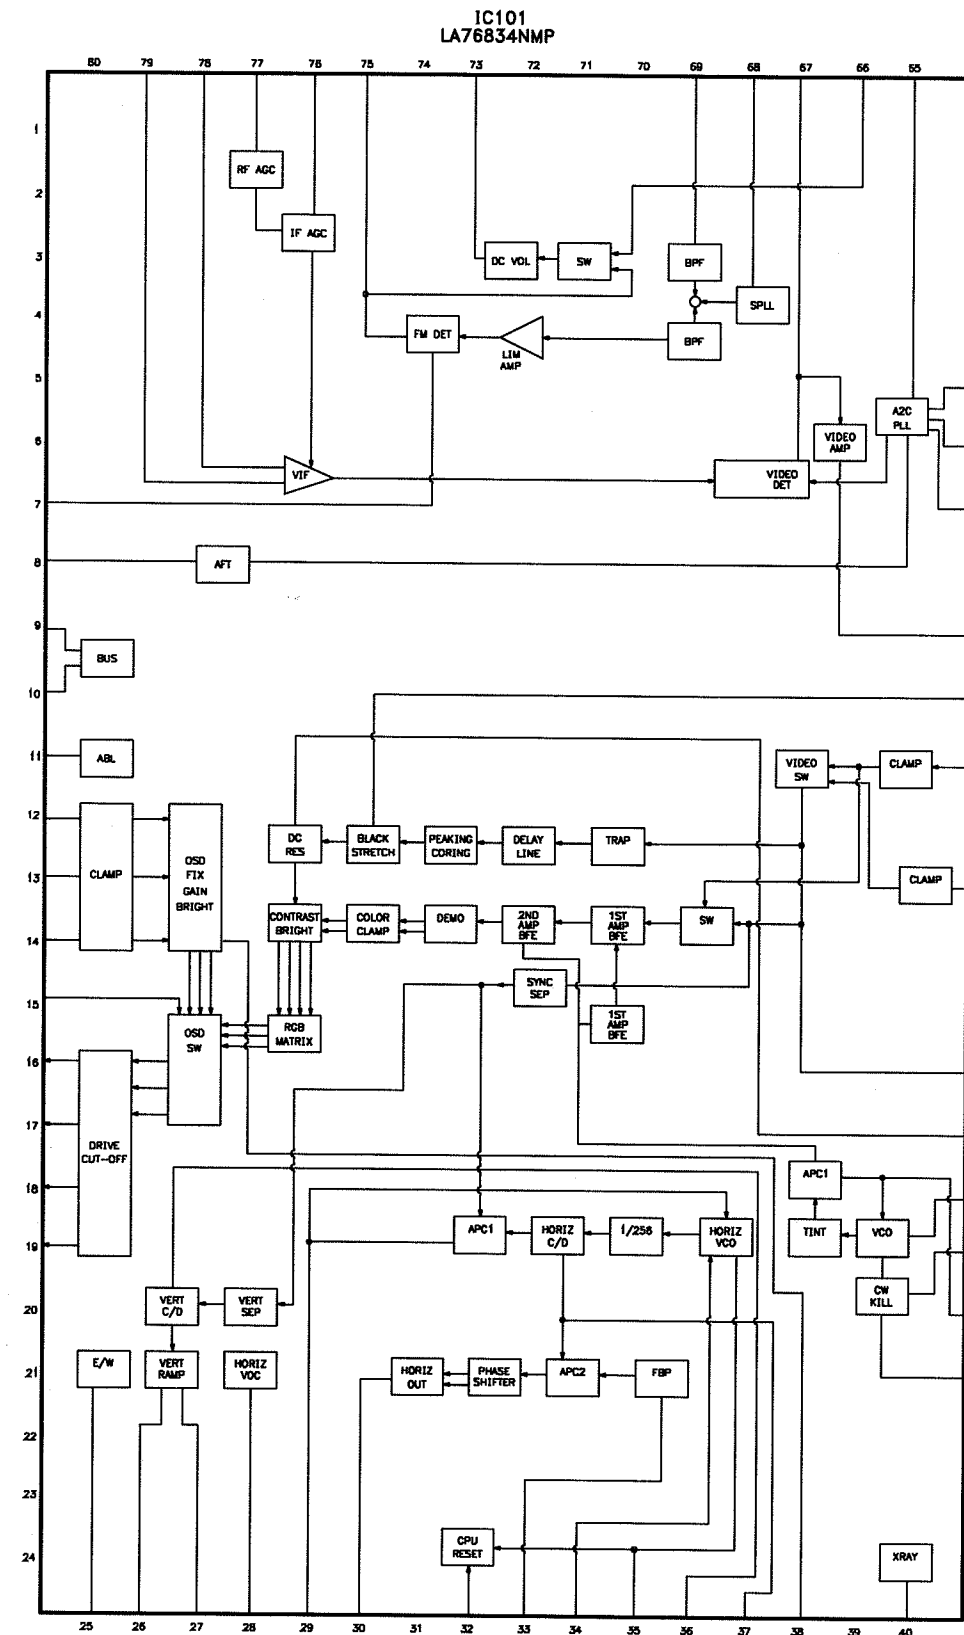 IC101
LA76834NMP
80 79 78 77 76 75 74 73 72 71 70 69 68 67 66 65
1
RF AGC
2
IF AGC
3
DC VOL
SW
BPF
SPLL
4
FM DET
LIM
AMP
BPF
5
A2C
PLL
6
VIDEO
AMP
VIF
VIDEO
DET
7
8
AFT
9
BUS
10
11
ABL
VIDEO
SW
CLAMP
12
DC
RES
BLACK
STRETCH
PEAKING
CORING
DELAY
LINE
TRAP
13
CLAMP
OSD
FIX
GAIN
BRIGHT
CLAMP
14
CONTRAST
BRIGHT
COLOR
CLAMP
DEMO
2ND
AMP
BFE
1ST
AMP
BFE
SW
15
SYNC
SEP
OSD
SW
RGB
MATRIX
1ST
AMP
BFE
16
17
DRIVE
CUT-OFF
18
APC1
19
APC1
HORIZ
C/D
1/256
HORIZ
VCO
TINT
VCO
20
VERT
C/D
VERT
SEP
CW
KILL
21
E/W
VERT
RAMP
HORIZ
VOC
HORIZ
OUT
PHASE
SHIFTER
APC2
FBP
22
23
24
CPU
RESET
XRAY
25 26 27 28 29 30 31 32 33 34 35 36 37 38 39 40